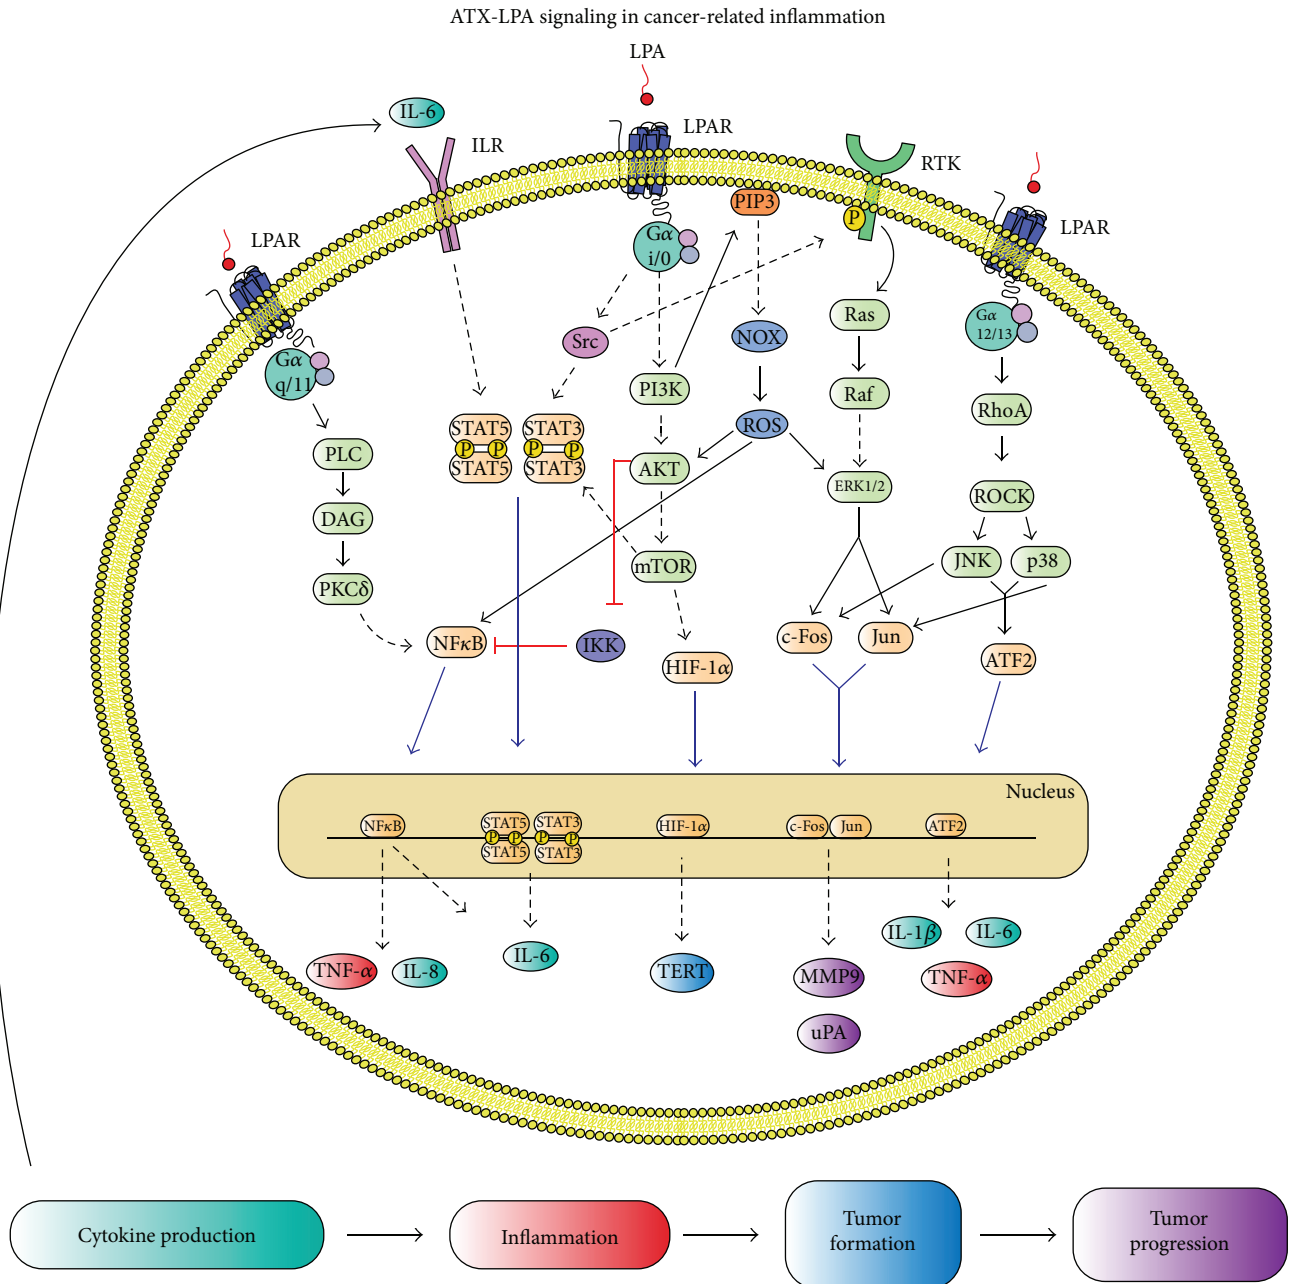 ATX-LPA signaling in cancer-related inflammation
LPA
IL-6
ILR
LPAR
RTK
PIP3
P
LPAR
LPAR
Gα
i/0
Gα
q/11
Gα
12/13
Src
NOX
Ras
PI3K
Raf
RhoA
STAT5
P P
STAT5
STAT3
P P
STAT3
ROS
PLC
AKT
ERK1/2
ROCK
DAG
mTOR
JNK
p38
PKCδ
NFκB
IKK
HIF-1α
c-Fos
Jun
ATF2
Nucleus
NFκB
STAT5
P P
STAT5
STAT3
P P
STAT3
HIF-1α
c-Fos
Jun
ATF2
TNF-α
IL-8
IL-6
TERT
MMP9
uPA
IL-1β
IL-6
TNF-α
Cytokine production
Inflammation
Tumor
formation
Tumor
progression